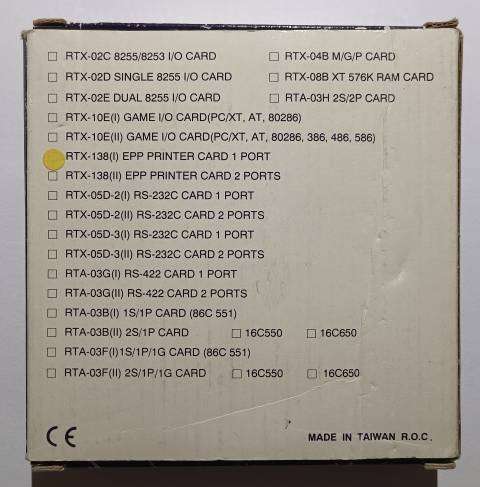 RTX-02C 8255/8253 I/O CARD
RTX-04B M/G/P CARD
RTX-02D SINGLE 8255 I/O CARD
RTX-08B XT 576K RAM CARD
RTX-02E DUAL 8255 I/O CARD
RTA-03H 2S/2P CARD
RTX-10E(I) GAME I/O CARD(PC/XT, AT, 80286)
RTX-10E(II) GAME I/O CARD(PC/XT, AT, 80286, 386, 486, 586)
RTX-138(I) EPP PRINTER CARD 1 PORT
RTX-138(II) EPP PRINTER CARD 2 PORTS
RTX-05D-2(I) RS-232C CARD 1 PORT
RTX-05D-2(II) RS-232C CARD 2 PORTS
RTX-05D-3(I) RS-232C CARD 1 PORT
RTX-05D-3(II) RS-232C CARD 2 PORTS
RTA-03G(I) RS-422 CARD 1 PORT
RTA-03G(II) RS-422 CARD 2 PORTS
RTA-03B(I) 1S/1P CARD (86C 551)
RTA-03B(II) 2S/1P CARD 16C550 16C650
RTA-03F(I)1S/1P/1G CARD (86C 551)
RTA-03F(II) 2S/1P/1G CARD 16C550 16C650
CE
MADE IN TAIWAN R.O.C.